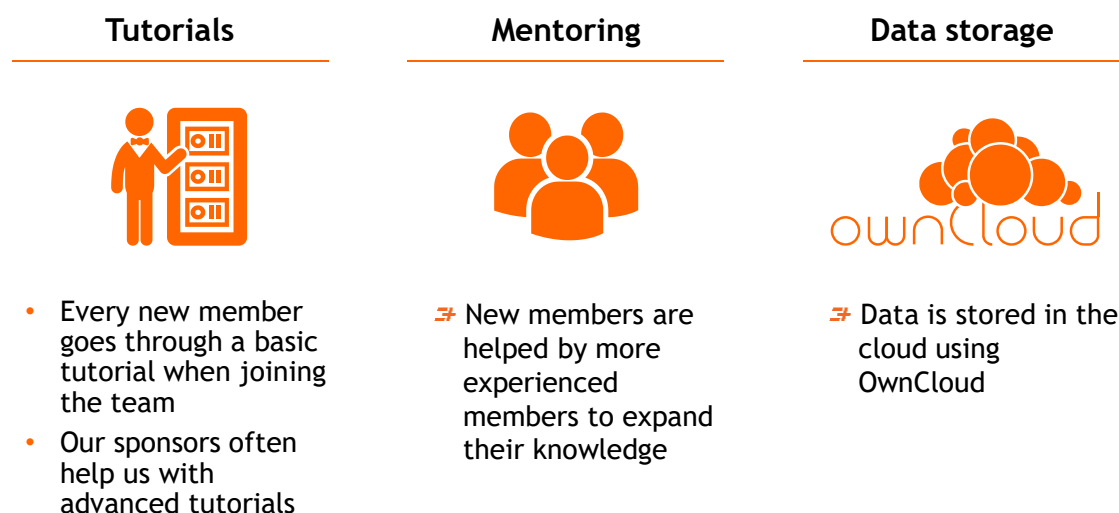 Tutorials
Mentoring
Data storage
ownCloud
• Every new member
goes through a basic
tutorial when joining
the team
• Our sponsors often
help us with
advanced tutorials
New members are
helped by more
experienced
members to expand
their knowledge
Data is stored in the
cloud using
OwnCloud